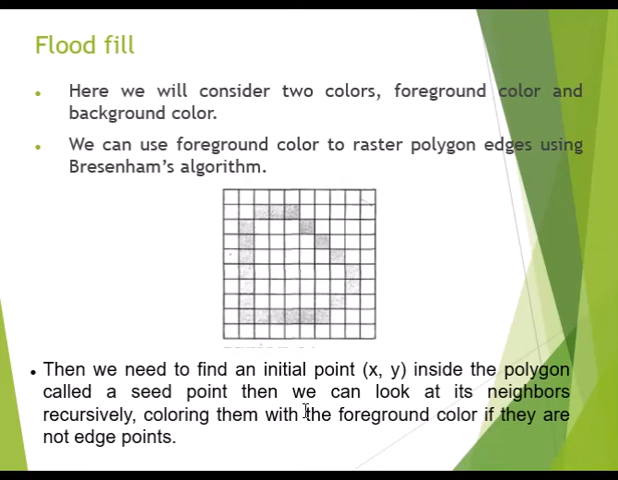 Flood fill
Here we will consider two colors, foreground color and
background color.
We can use foreground color to raster polygon edges using
Bresenham's algorithm.
Then we need to find an initial point (x, y) inside the polygon
called a seed point then we can look at its neighbors
recursively, coloring them with the foreground color if they are
not edge points.